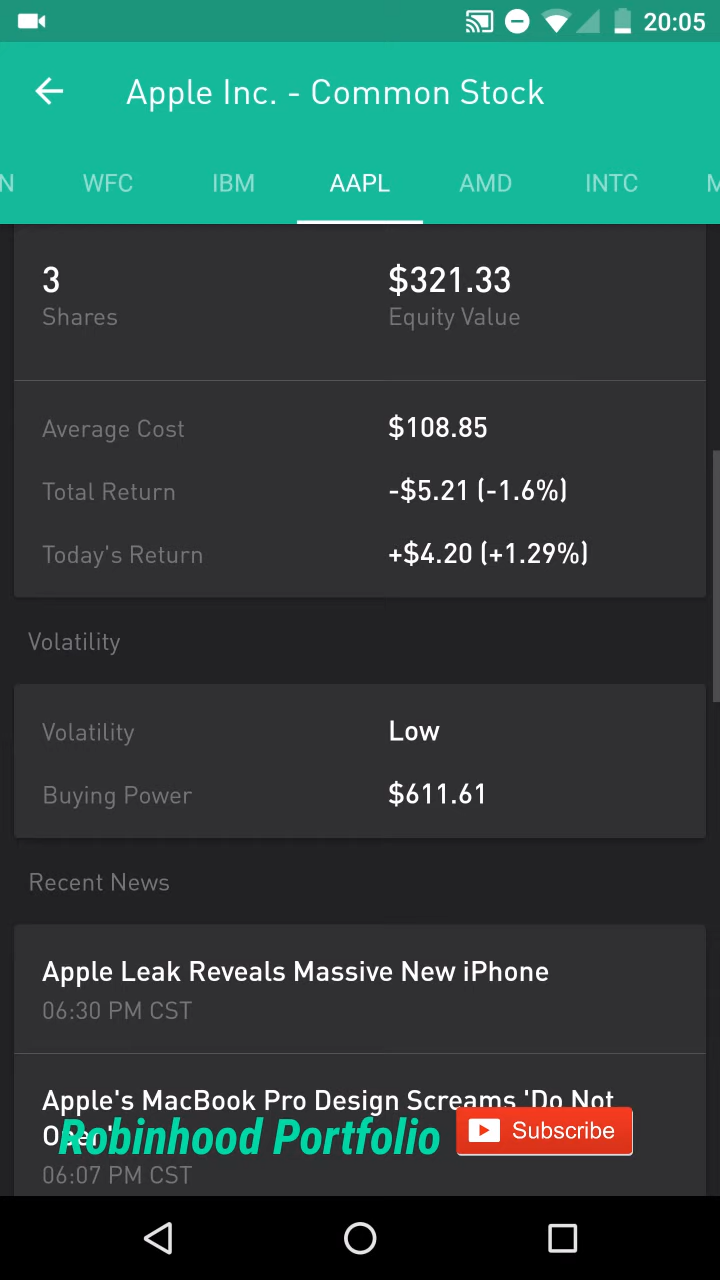 20:05
Apple Inc. - Common Stock
N WFC IBM AAPL AMD INTC M
3 $321.33
Shares Equity Value
Average Cost $108.85
Total Return -$5.21 (-1.6%)
Today's Return +$4.20 (+1.29%)
Volatility
Volatility Low
Buying Power $611.61
Recent News
Apple Leak Reveals Massive New iPhone
06:30 PM CST
Apple's MacBook Pro Design Screams 'Do Not
Open'
Robinhood Portfolio Subscribe
06:07 PM CST